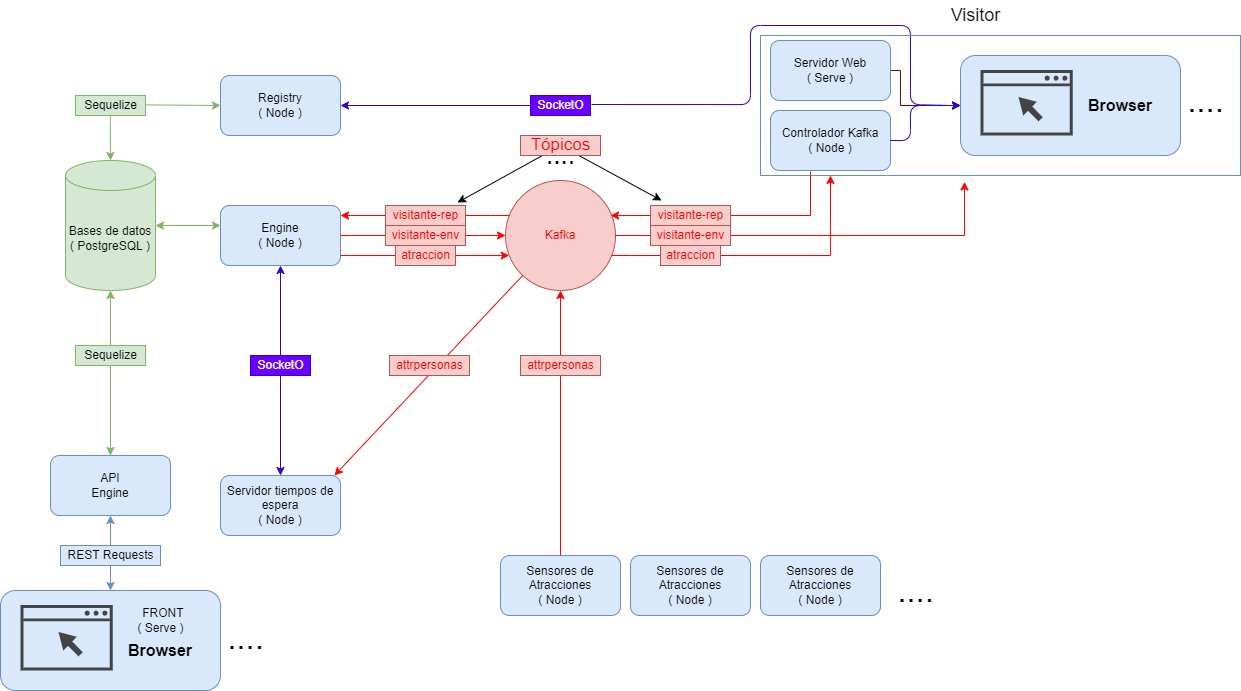 Visitor
Servidor Web
( Serve )
Controlador Kafka
( Node )
Browser
....
Sequelize
Registry
( Node )
SocketO
Tópicos
....
Bases de datos
( PostgreSQL )
Engine
( Node )
visitante-rep
visitante-env
atraccion
Kafka
visitante-rep
visitante-env
atraccion
Sequelize
SocketO
attrpersonas
attrpersonas
API
Engine
Servidor tiempos de
espera
( Node )
REST Requests
Sensores de
Atracciones
( Node )
Sensores de
Atracciones
( Node )
Sensores de
Atracciones
( Node )
....
FRONT
( Serve )
Browser
....